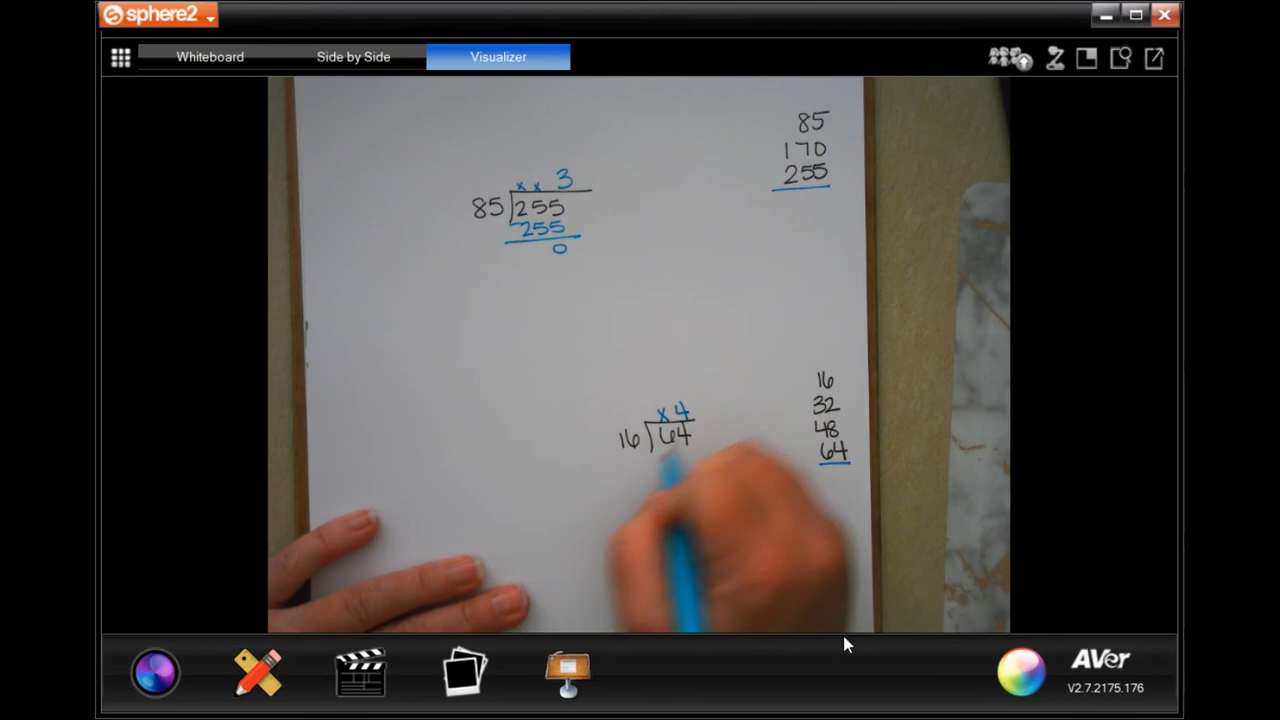 sphere2
Whiteboard
Side by Side
Visualizer
85
170
255
x x 3
85 255
255
0
16
32
48
64
x 4
16 64
AVer
V2.7.2175.176